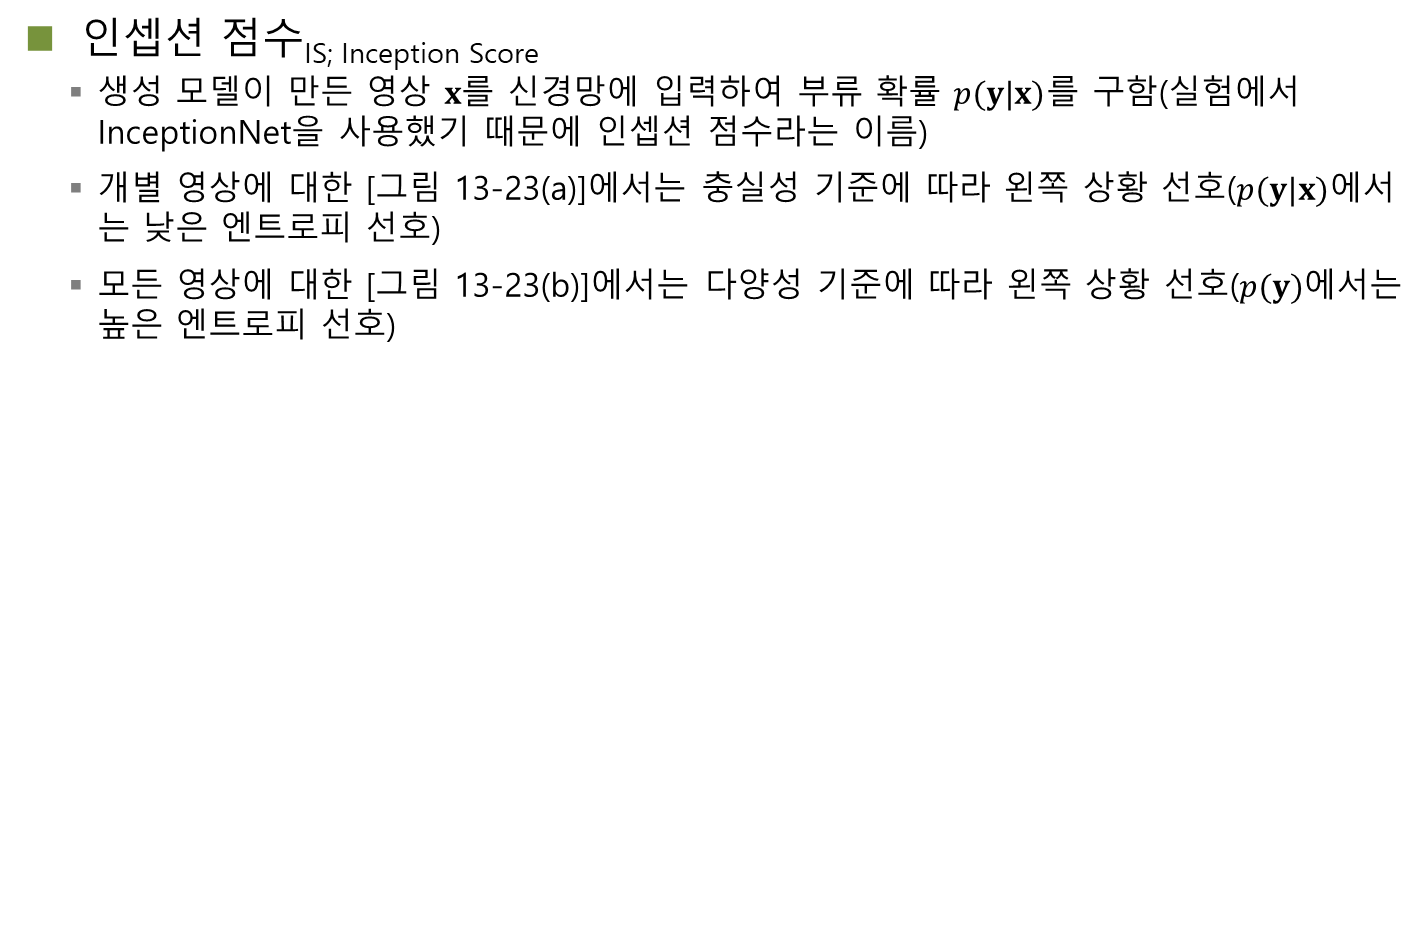 ■ 인셉션 점수IS; Inception Score
▪ 생성 모델이 만든 영상 x를 신경망에 입력하여 부류 확률 p(y|x)를 구함(실험에서
InceptionNet을 사용했기 때문에 인셉션 점수라는 이름)
▪ 개별 영상에 대한 [그림 13-23(a)]에서는 충실성 기준에 따라 왼쪽 상황 선호(p(y|x)에서
는 낮은 엔트로피 선호)
▪ 모든 영상에 대한 [그림 13-23(b)]에서는 다양성 기준에 따라 왼쪽 상황 선호(p(y)에서는
높은 엔트로피 선호)